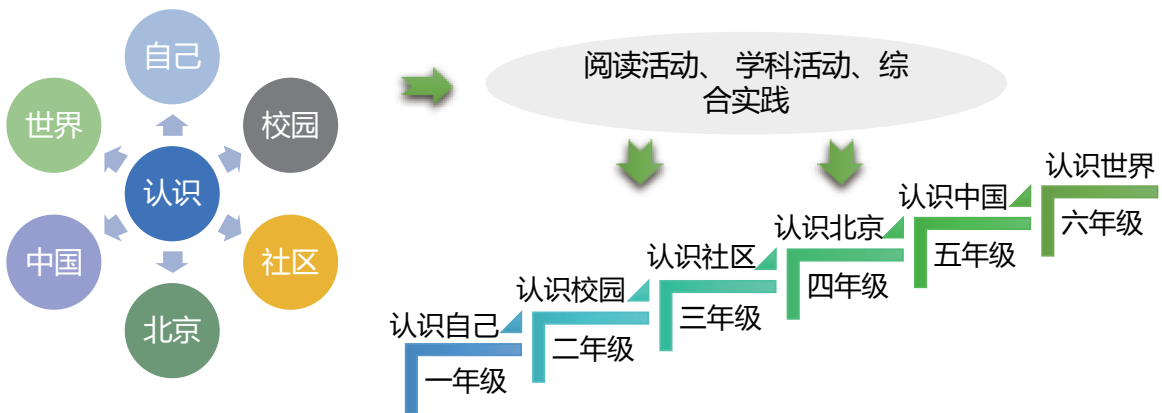 自己
世界
校园
认识
中国
社区
北京
阅读活动、 学科活动、综
合实践
认识自己
一年级
认识校园
二年级
认识社区
三年级
认识北京
四年级
认识中国
五年级
认识世界
六年级